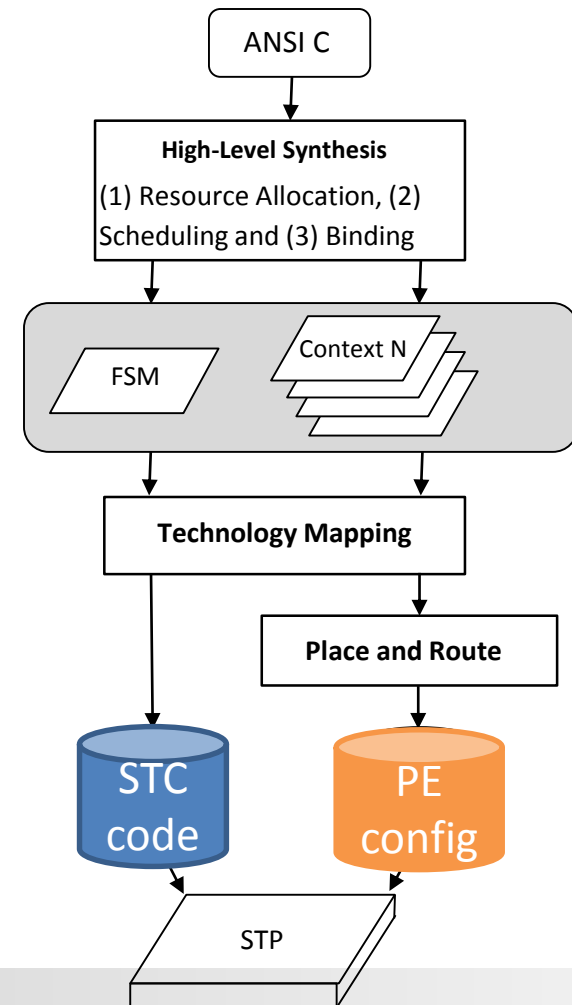 ANSI C
High-Level Synthesis
(1) Resource Allocation, (2)
Scheduling and (3) Binding
FSM
Context N
Technology Mapping
Place and Route
STC
code
PE
config
STP